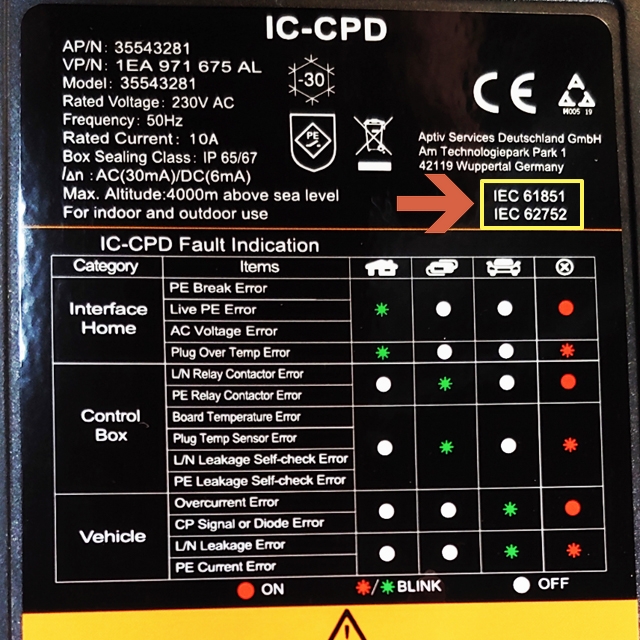 IC-CPD
AP/N: 35543281
VP/N: 1EA 971 675 AL
Model: 35543281
Rated Voltage: 230V AC
Frequency: 50Hz
Rated Current: 10A
Box Sealing Class: IP 65/67
I∆n : AC(30mA)/DC(6mA)
Max. Altitude:4000m above sea level
For indoor and outdoor use
-30
PE
CE
M005 19
Aptiv Services Deutschland GmbH
Am Technologiepark Park 1
42119 Wuppertal Germany
IEC 61851
IEC 62752
IC-CPD Fault Indication
Category Items
Interface Home
PE Break Error
Live PE Error
AC Voltage Error
Plug Over Temp Error
Control Box
L/N Relay Contactor Error
PE Relay Contactor Error
Board Temperature Error
Plug Temp Sensor Error
L/N Leakage Self-check Error
PE Leakage Self-check Error
Vehicle
Overcurrent Error
CP Signal or Diode Error
L/N Leakage Error
PE Current Error
ON / BLINK OFF